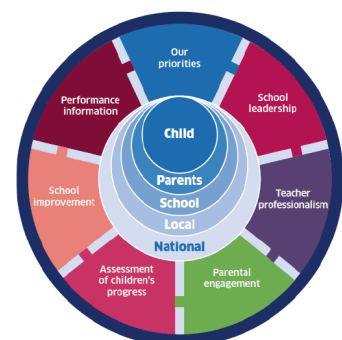 Our
priorities
School
leadership
Teacher
professionalism
Parental
engagement
Assessment
of children's
progress
School
improvement
Performance
information
Child
Parents
School
Local
National